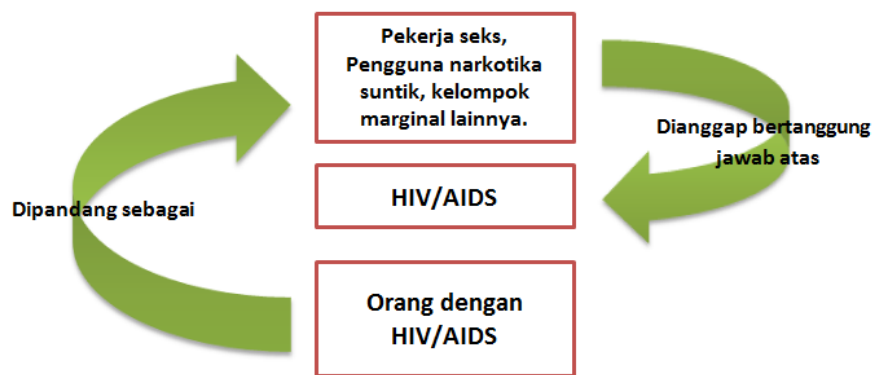 Pekerja seks,
Pengguna narkotika
suntik, kelompok
marginal lainnya.
Dianggap bertanggung
jawab atas
HIV/AIDS
Dipandang sebagai
Orang dengan
HIV/AIDS